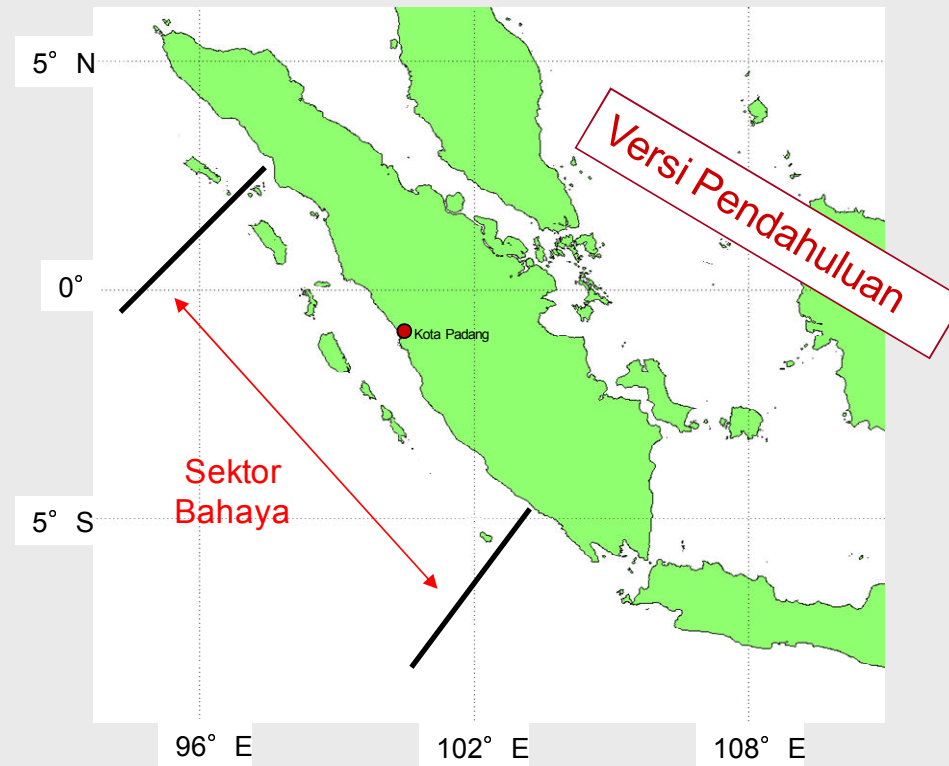 5° N
Versi Pendahuluan
0°
Kota Padang
Sektor
Bahaya
5° S
96° E
102° E
108° E